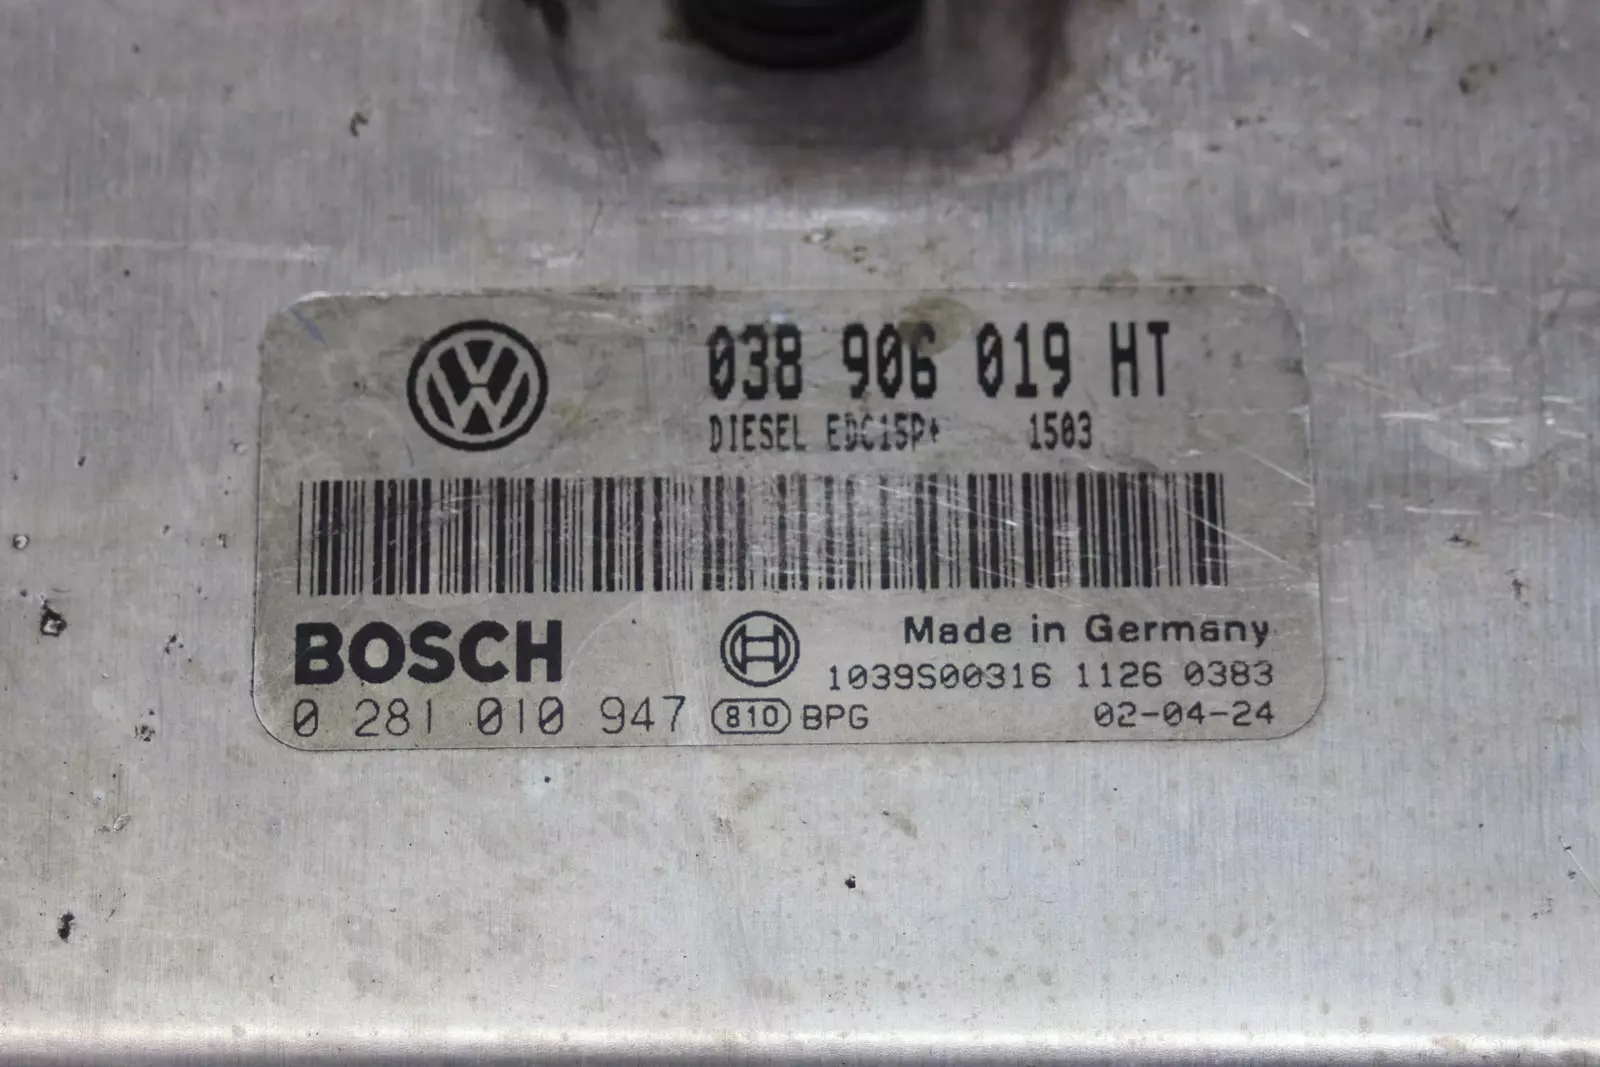 038 906 019 HT
DIESEL EDC15P+ 1503
BOSCH
Made in Germany
1039S00316 1126 0383
0 281 010 947 810 BPG 02-04-24